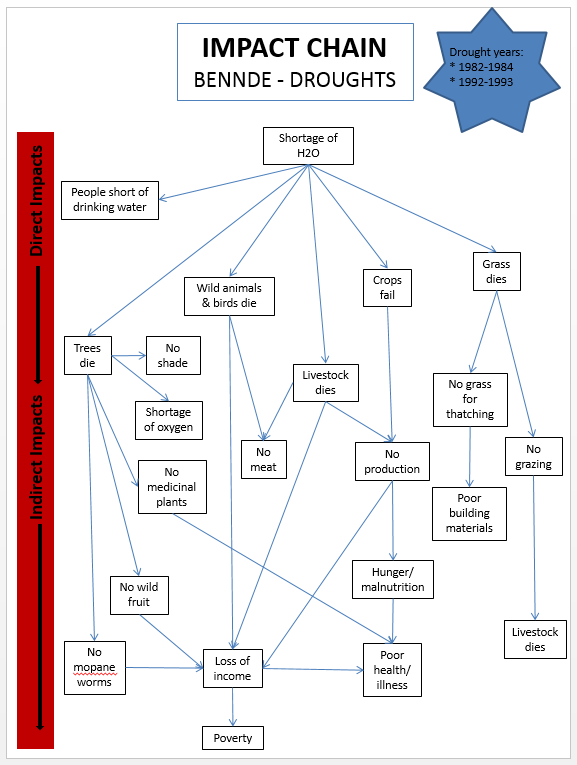 IMPACT CHAIN
BENNDE - DROUGHTS
Drought years:
* 1982-1984
* 1992-1993
Direct Impacts
Indirect Impacts
Shortage of
H2O
People short of
drinking water
Wild animals
& birds die
Crops
fail
Grass
dies
Trees
die
No
shade
Shortage
of oxygen
Livestock
dies
No grass
for
thatching
No
meat
No
production
No
grazing
No
medicinal
plants
Poor
building
materials
No wild
fruit
Hunger/
malnutrition
Livestock
dies
No
mopane
worms
Loss of
income
Poor
health/
illness
Poverty